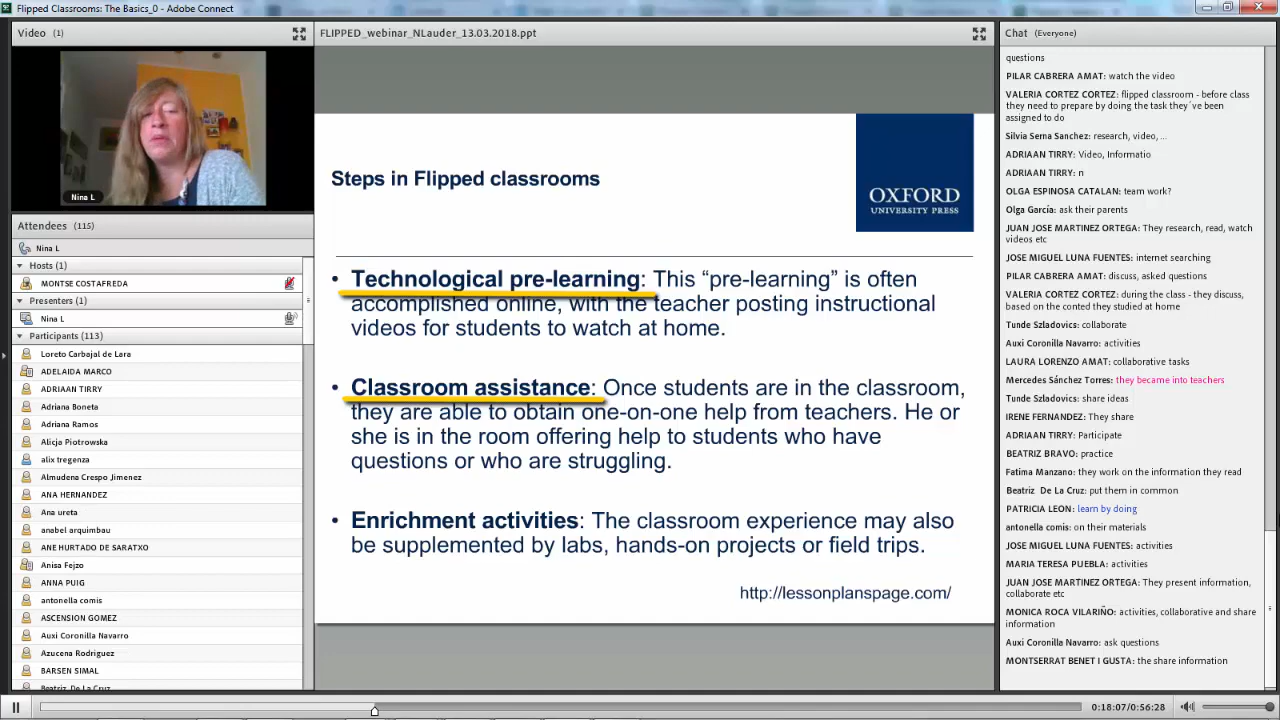 Flipped Classrooms: The Basics_0 - Adobe Connect
Video (1)
Nina L
Attendees (115)
Nina L
Hosts (1)
MONTSE COSTAFREDA
Presenters (1)
Nina L
Participants (113)
Loreto Carbajal de Lara
ADELAIDA MARCO
ADRIAAN TIRRY
Adriana Boneta
Adriana Ramos
Alicja Piotrowska
alix tregenza
Almudena Crespo Jimenez
ANA HERNANDEZ
Ana ureta
anabel arquimbau
ANE HURTADO DE SARATXO
Anisa Fejzo
ANNA PUIG
antonella comis
ASCENSION GOMEZ
Auxi Coronilla Navarro
Azucena Rodriguez
BARSEN SIMAL
Beatriz De La Cruz
FLIPPED_webinar_NLauder_13.03.2018.ppt
Steps in Flipped classrooms
OXFORD
UNIVERSITY PRESS
• Technological pre-learning: This “pre-learning” is often
accomplished online, with the teacher posting instructional
videos for students to watch at home.
• Classroom assistance: Once students are in the classroom,
they are able to obtain one-on-one help from teachers. He or
she is in the room offering help to students who have
questions or who are struggling.
• Enrichment activities: The classroom experience may also
be supplemented by labs, hands-on projects or field trips.
http://lessonplanspage.com/
Chat (Everyone)
questions
PILAR CABRERA AMAT: watch the video
VALERIA CORTEZ CORTEZ: flipped classroom - before class
they need to prepare by doing the task they´ve been
assigned to do
Silvia Serna Sanchez: research, video, ...
ADRIAAN TIRRY: Video, Informatio
ADRIAAN TIRRY: n
OLGA ESPINOSA CATALAN: team work?
Olga García: ask their parents
JUAN JOSE MARTINEZ ORTEGA: They research, read, watch
videos etc
JOSE MIGUEL LUNA FUENTES: internet searching
PILAR CABRERA AMAT: discuss, asked questions
VALERIA CORTEZ CORTEZ: during the class - they discuss,
based on the conted they studied at home
Tunde Szladovics: collaborate
Auxi Coronilla Navarro: activities
LAURA LORENZO AMAT: collaborative tasks
Mercedes Sánchez Torres: they became into teachers
Tunde Szladovics: share ideas
IRENE FERNANDEZ: They share
ADRIAAN TIRRY: Participate
BEATRIZ BRAVO: practice
Fatima Manzano: they work on the information they read
Beatriz De La Cruz: put them in common
PATRICIA LEON: learn by doing
antonella comis: on their materials
JOSE MIGUEL LUNA FUENTES: activities
MARIA TERESA PUEBLA: activities
JUAN JOSE MARTINEZ ORTEGA: They present information,
collaborate etc
MONICA ROCA VILARIÑO: activities, collaborative and share
information
Auxi Coronilla Navarro: ask questions
MONTSERRAT BENET I GUSTA: the share information
0:18:07/0:56:28